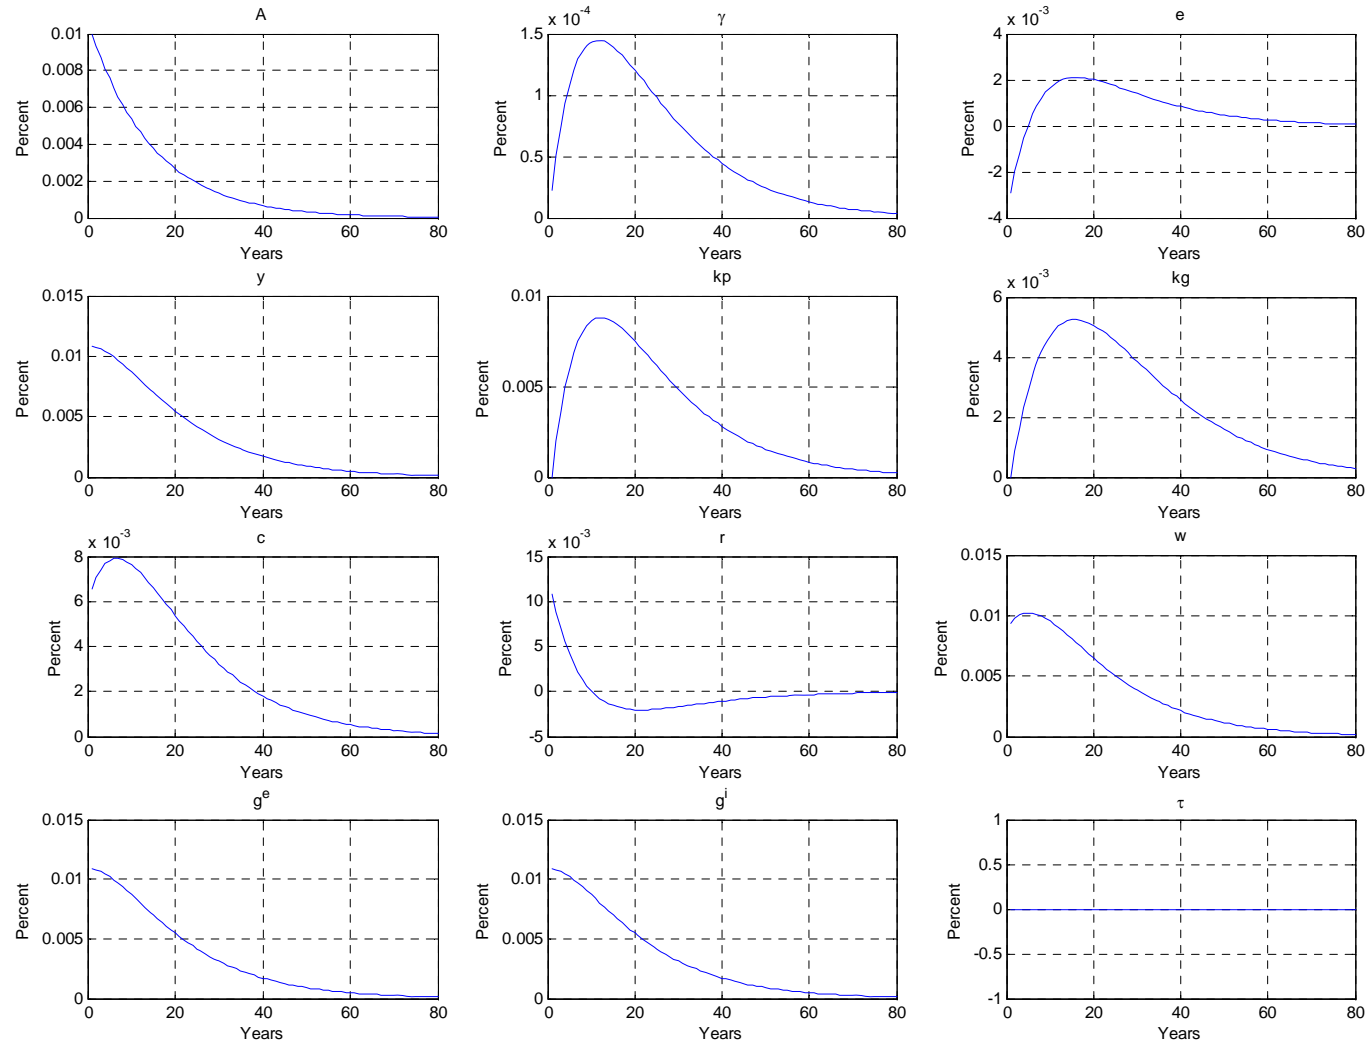 A
Percent
0.01
0.008
0.006
0.004
0.002
0
0 20 40 60 80
Years
γ
x 10^-4
Percent
1.5
1
0.5
0
0 20 40 60 80
Years
e
x 10^-3
Percent
4
2
0
-2
-4
0 20 40 60 80
Years
y
Percent
0.015
0.01
0.005
0
0 20 40 60 80
Years
kp
Percent
0.01
0.005
0
0 20 40 60 80
Years
kg
x 10^-3
Percent
6
4
2
0
0 20 40 60 80
Years
c
x 10^-3
Percent
8
6
4
2
0
0 20 40 60 80
Years
r
x 10^-3
Percent
15
10
5
0
-5
0 20 40 60 80
Years
w
Percent
0.015
0.01
0.005
0
0 20 40 60 80
Years
g^e
Percent
0.015
0.01
0.005
0
0 20 40 60 80
Years
g^i
Percent
0.015
0.01
0.005
0
0 20 40 60 80
Years
τ
Percent
1
0.5
0
-0.5
-1
0 20 40 60 80
Years